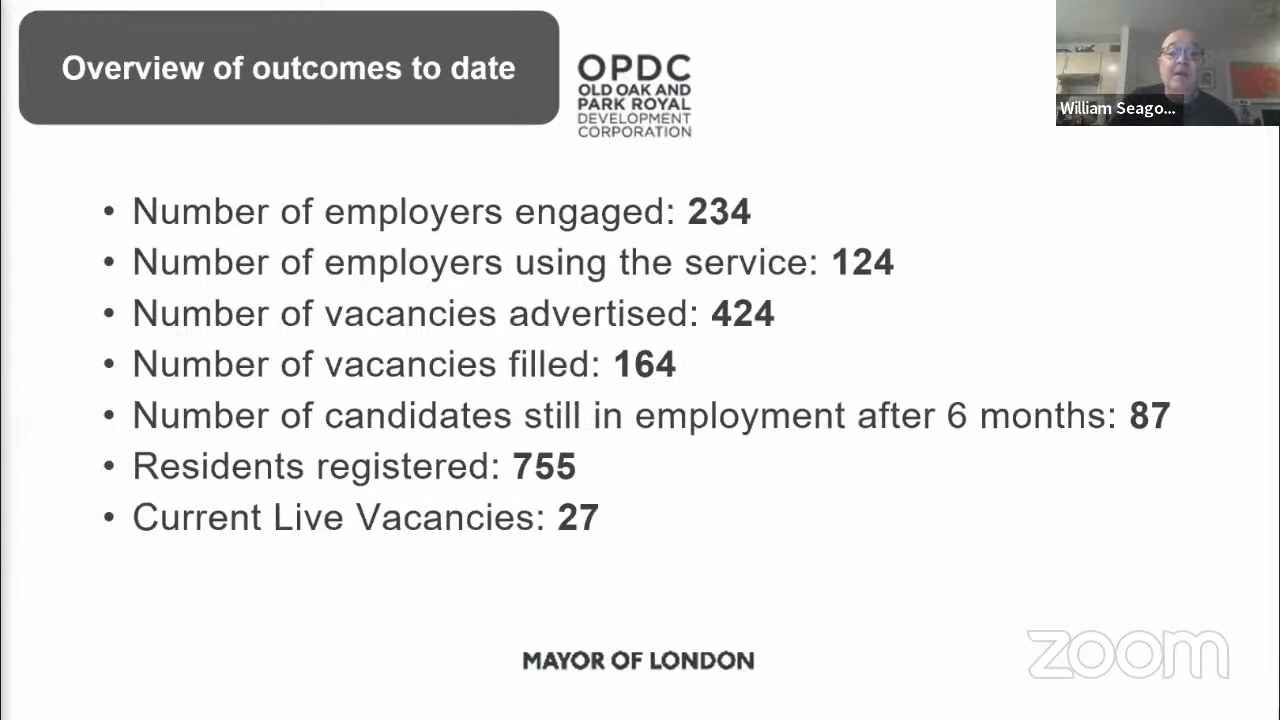 Overview of outcomes to date
OPDC
OLD OAK AND
PARK ROYAL
DEVELOPMENT
CORPORATION
William Seago...
• Number of employers engaged: 234
• Number of employers using the service: 124
• Number of vacancies advertised: 424
• Number of vacancies filled: 164
• Number of candidates still in employment after 6 months: 87
• Residents registered: 755
• Current Live Vacancies: 27
MAYOR OF LONDON
zoom